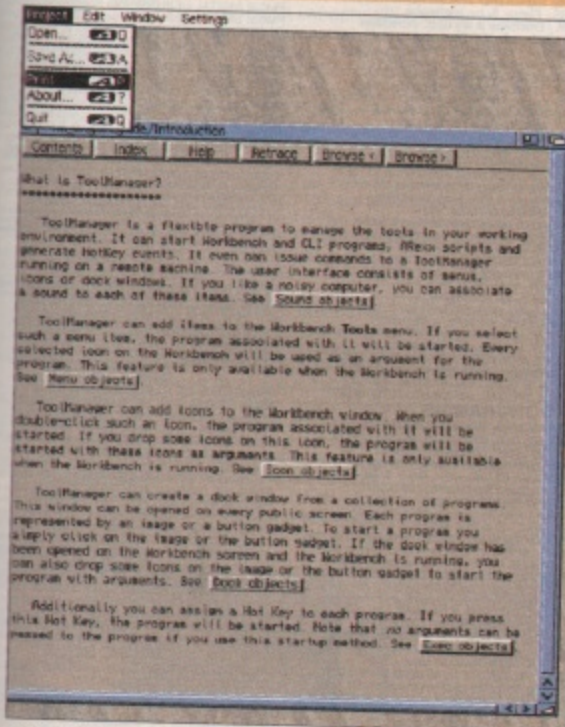 Project Edit Window Settings
Open... O
Save As... A
Print... P
About... ?
Quit Q
de/Introduction
Contents Index Help Retrace Browse < Browse >
What is ToolManager?
********************
ToolManager is a flexible program to manage the tools in your working
environment. It can start Workbench and CLI programs, ARexx scripts and
generate HotKey events. It even can issue commands to a ToolManager
running on a remote machine. The user interface consists of menus,
icons or dock windows. If you like a noisy computer, you can associate
a sound to each of these items. See Sound objects.
ToolManager can add items to the Workbench Tools menu. If you select
such a menu item, the program associated with it will be started. Every
selected icon on the Workbench will be used as an argument for the
program. This feature is only available when the Workbench is running.
See Menu objects.
ToolManager can add icons to the Workbench window. When you
double-click such an icon, the program associated with it will be
started. If you drop some icons on this icon, the program will be
started with these icons as arguments. This feature is only available
when the Workbench is running. See Icon objects.
ToolManager can create a dock window from a collection of programs.
This window can be opened on every public screen. Each program is
represented by an image or a button gadget. To start a program you
simply click on the image or the button gadget. If the dock window has
been opened on the Workbench screen and the Workbench is running, you
can also drop some icons on the image or the button gadget to start the
program with arguments. See Dock objects.
Additionally you can assign a Hot Key to each program. If you press
this Hot Key, the program will be started. Note that no arguments can be
passed to the program if you use this startup method. See Exec objects.